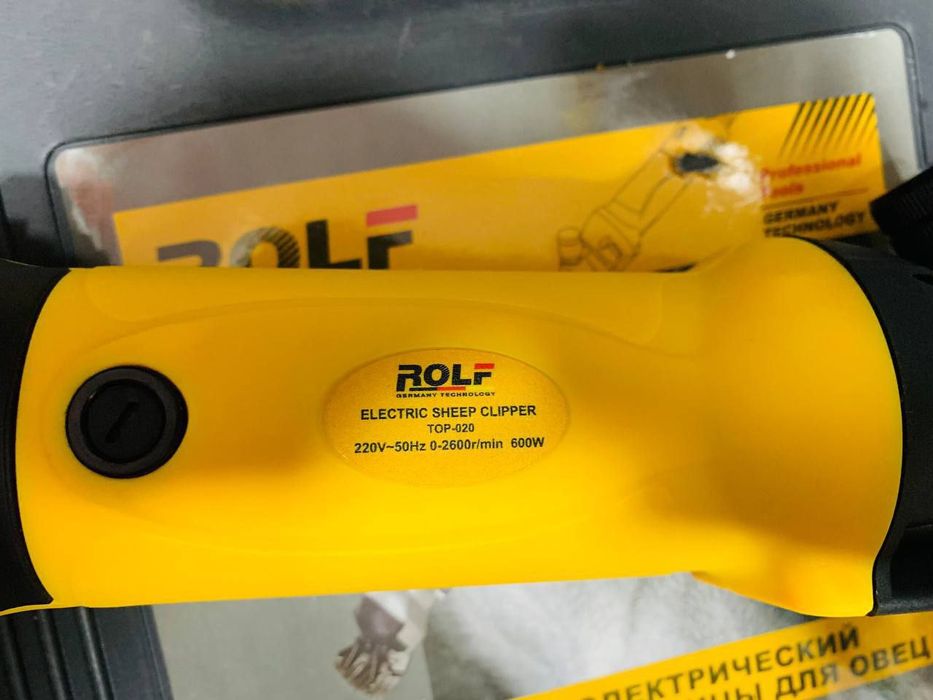 ROLF
Professional
Tools
GERMANY
TECHNOLOGY
ROLF
GERMANY TECHNOLOGY
ELECTRIC SHEEP CLIPPER
TOP-020
220V~50Hz 0-2600r/min 600W
ДЛЯ ОВЕЦ